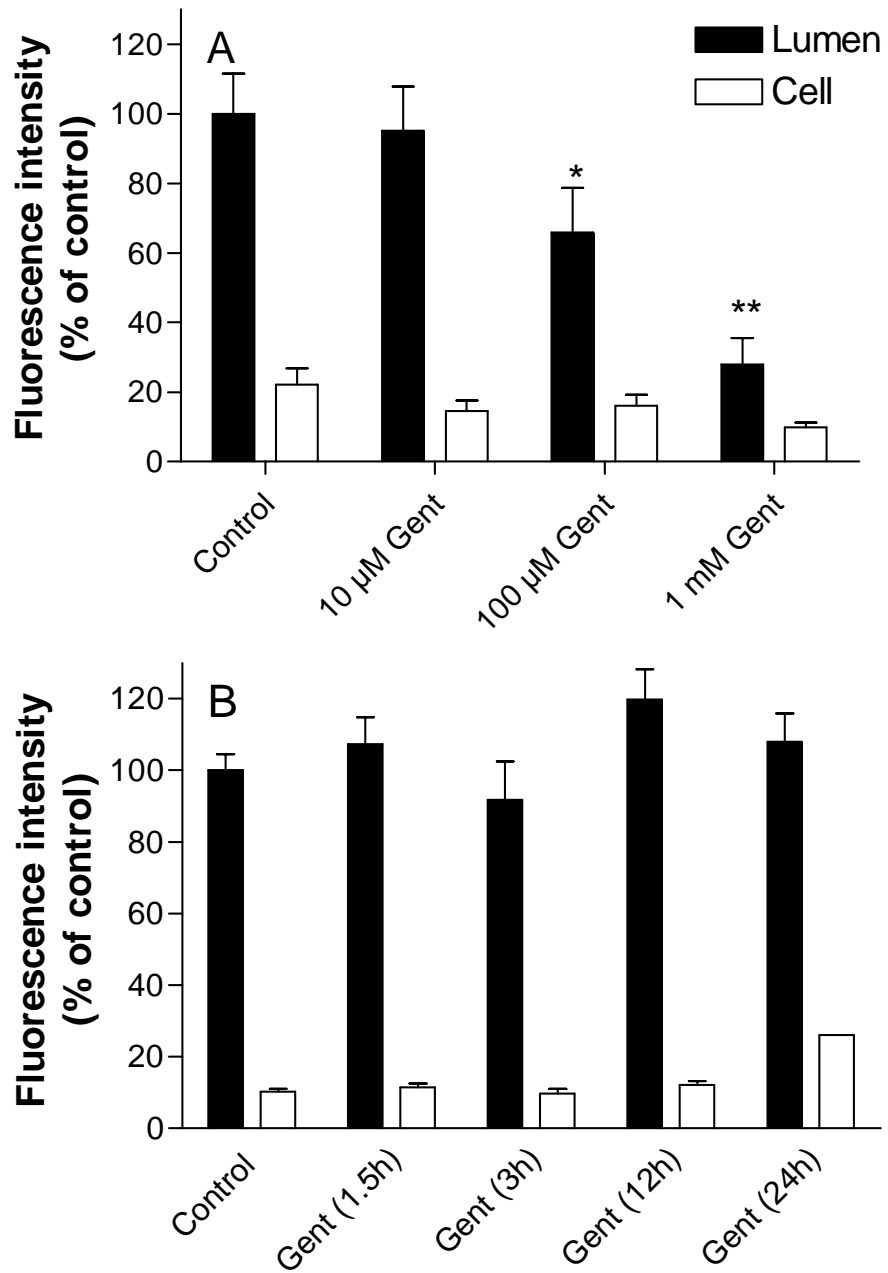 A
Lumen
Cell
Fluorescence intensity
(% of control)
120
100
80
60
40
20
0
*
**
Control
10 µM Gent
100 µM Gent
1 mM Gent
B
Fluorescence intensity
(% of control)
120
100
80
60
40
20
0
Control
Gent (1.5h)
Gent (3h)
Gent (12h)
Gent (24h)